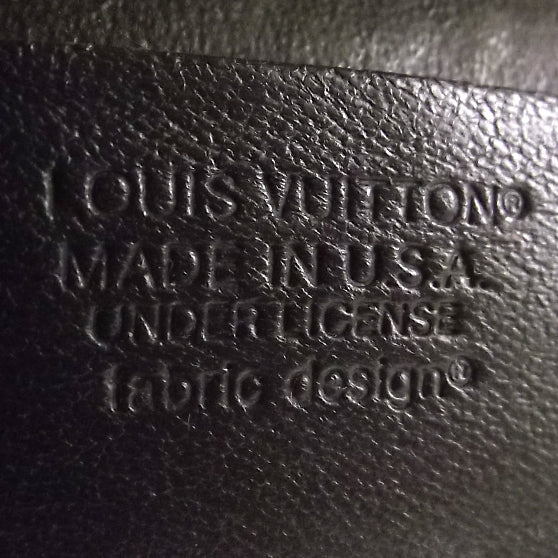 LOUIS VUITTON®
MADE IN U.S.A.
UNDER LICENSE
fabric design®